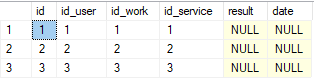 id id_user id_work id_service result date
1 1 1 1 1 NULL NULL
2 2 2 2 2 NULL NULL
3 3 3 3 3 NULL NULL